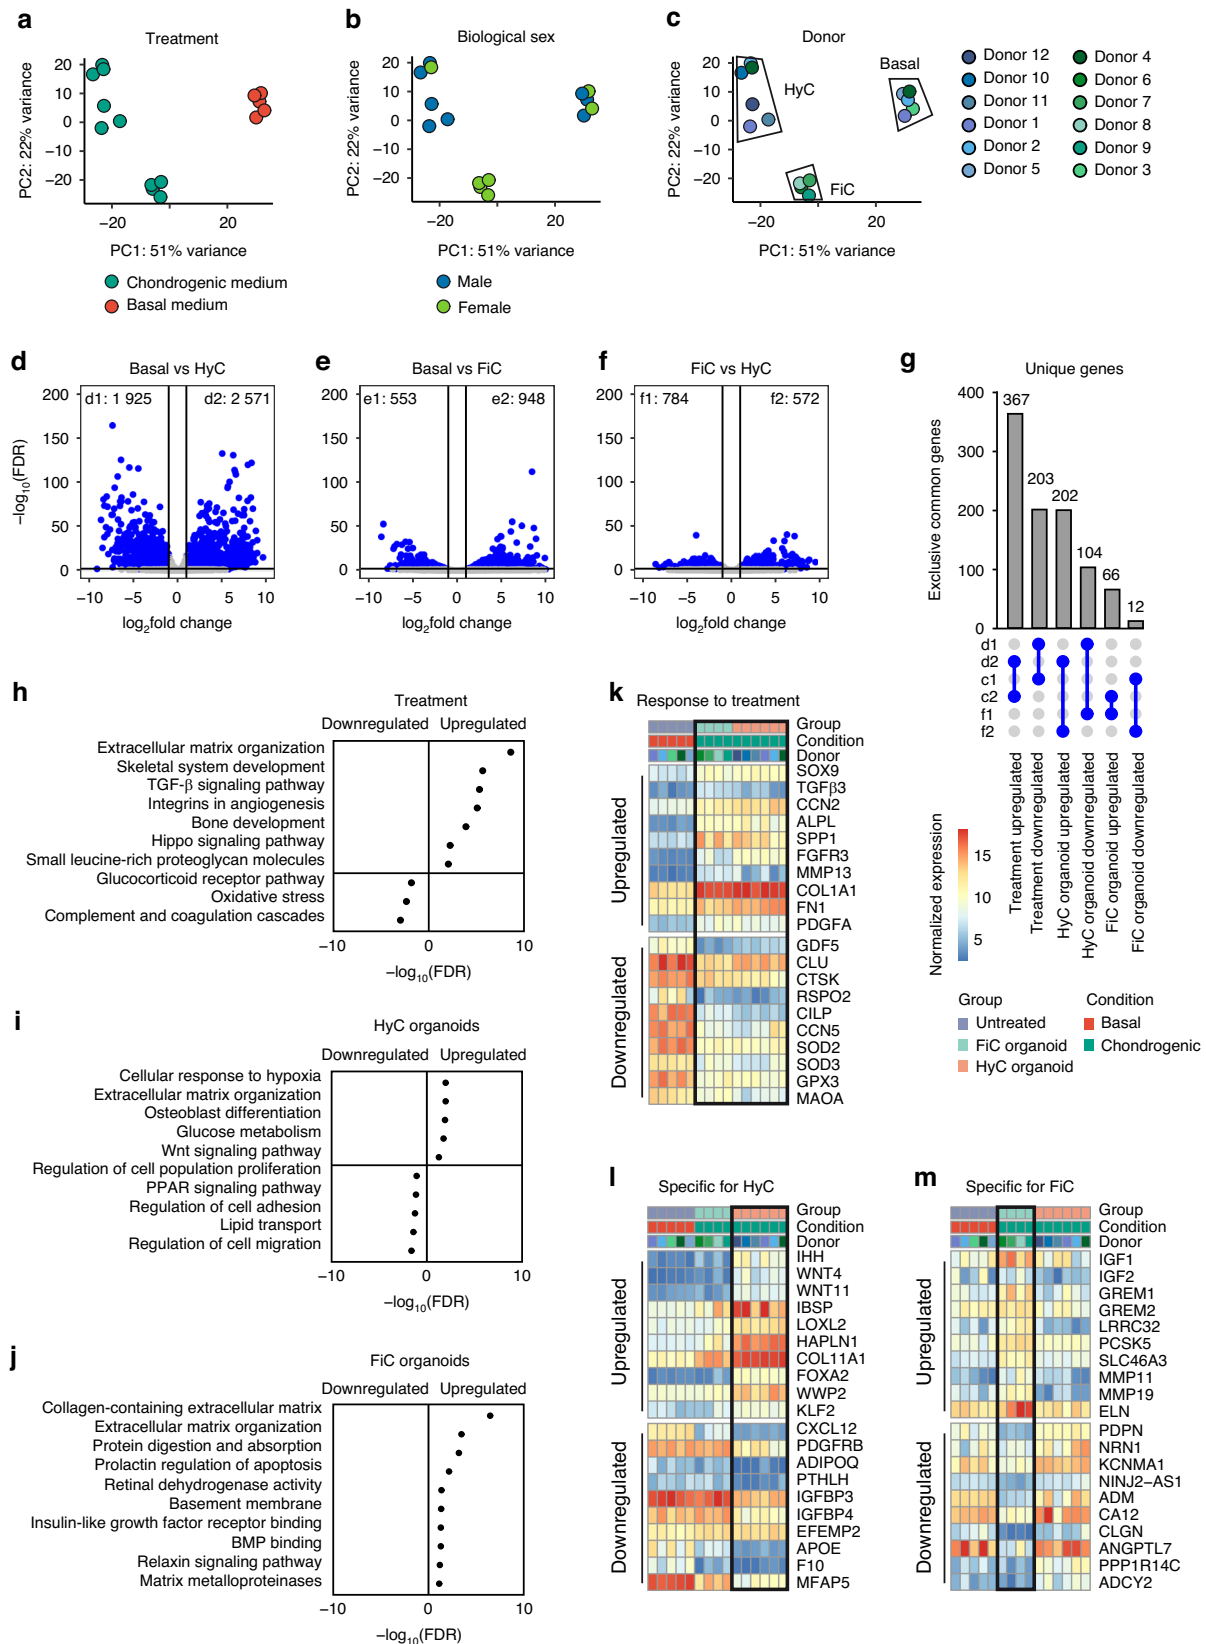 a
Treatment
PC2: 22% variance
20
10
0
−10
−20
−20
0
20
PC1: 51% variance
Chondrogenic medium
Basal medium
b
Biological sex
PC2: 22% variance
20
10
0
−10
−20
−20
0
20
PC1: 51% variance
Male
Female
c
Donor
PC2: 22% variance
20
10
0
−10
−20
−20
0
20
PC1: 51% variance
HyC
Basal
FiC
Donor 12
Donor 10
Donor 11
Donor 1
Donor 2
Donor 5
Donor 4
Donor 6
Donor 7
Donor 8
Donor 9
Donor 3
d
Basal vs HyC
−log10(FDR)
200
150
100
50
0
d1: 1 925
d2: 2 571
−10 −5 0 5 10
log2fold change
e
Basal vs FiC
200
150
100
50
0
e1: 553
e2: 948
−10 −5 0 5 10
log2fold change
f
FiC vs HyC
200
150
100
50
0
f1: 784
f2: 572
−10 −5 0 5 10
log2fold change
g
Unique genes
Exclusive common genes
400
300
200
100
0
367
203
202
104
66
12
d1
d2
c1
c2
f1
f2
Treatment upregulated
Treatment downregulated
HyC organoid upregulated
HyC organoid downregulated
FiC organoid upregulated
FiC organoid downregulated
h
Treatment
Downregulated Upregulated
Extracellular matrix organization
Skeletal system development
TGF-β signaling pathway
Integrins in angiogenesis
Bone development
Hippo signaling pathway
Small leucine-rich proteoglycan molecules
Glucocorticoid receptor pathway
Oxidative stress
Complement and coagulation cascades
−10 0 10
−log10(FDR)
i
HyC organoids
Downregulated Upregulated
Cellular response to hypoxia
Extracellular matrix organization
Osteoblast differentiation
Glucose metabolism
Wnt signaling pathway
Regulation of cell population proliferation
PPAR signaling pathway
Regulation of cell adhesion
Lipid transport
Regulation of cell migration
−10 0 10
−log10(FDR)
j
FiC organoids
Downregulated Upregulated
Collagen-containing extracellular matrix
Extracellular matrix organization
Protein digestion and absorption
Prolactin regulation of apoptosis
Retinal dehydrogenase activity
Basement membrane
Insulin-like growth factor receptor binding
BMP binding
Relaxin signaling pathway
Matrix metalloproteinases
−10 0 10
−log10(FDR)
k
Response to treatment
Group
Condition
Donor
Upregulated
SOX9
TGFβ3
CCN2
ALPL
SPP1
FGFR3
MMP13
COL1A1
FN1
PDGFA
Downregulated
GDF5
CLU
CTSK
RSPO2
CILP
CCN5
SOD2
SOD3
GPX3
MAOA
Normalized expression
15
10
5
Group
Untreated
FiC organoid
HyC organoid
Condition
Basal
Chondrogenic
l
Specific for HyC
Group
Condition
Donor
Upregulated
IHH
WNT4
WNT11
IBSP
LOXL2
HAPLN1
COL11A1
FOXA2
WWP2
KLF2
Downregulated
CXCL12
PDGFRB
ADIPOQ
PTHLH
IGFBP3
IGFBP4
EFEMP2
APOE
F10
MFAP5
m
Specific for FiC
Group
Condition
Donor
Upregulated
IGF1
IGF2
GREM1
GREM2
LRRC32
PCSK5
SLC46A3
MMP11
MMP19
ELN
Downregulated
PDPN
NRN1
KCNMA1
NINJ2−AS1
ADM
CA12
CLGN
ANGPTL7
PPP1R14C
ADCY2